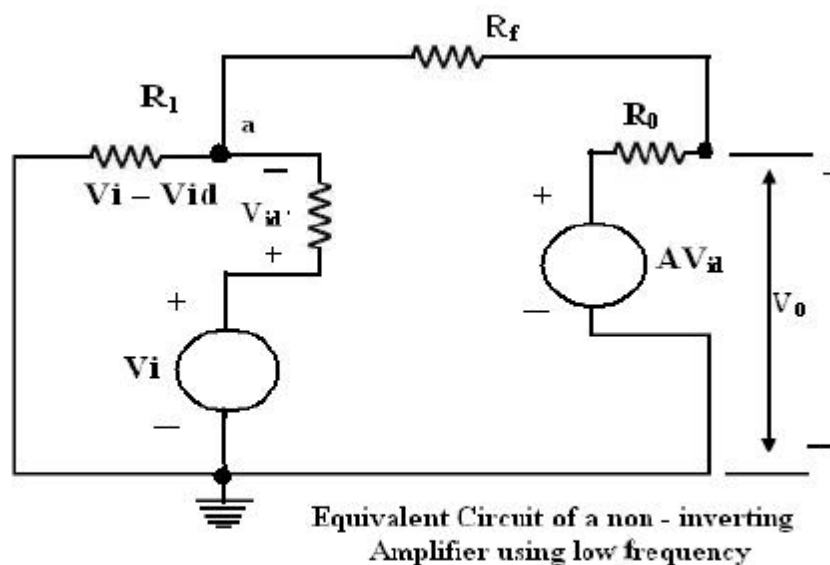 Rf
R1
a
R0
Vi – Vid
Vid
+
–
+
AVid
V0
+
Vi
–
–
–
–
Equivalent Circuit of a non - inverting
Amplifier using low frequency